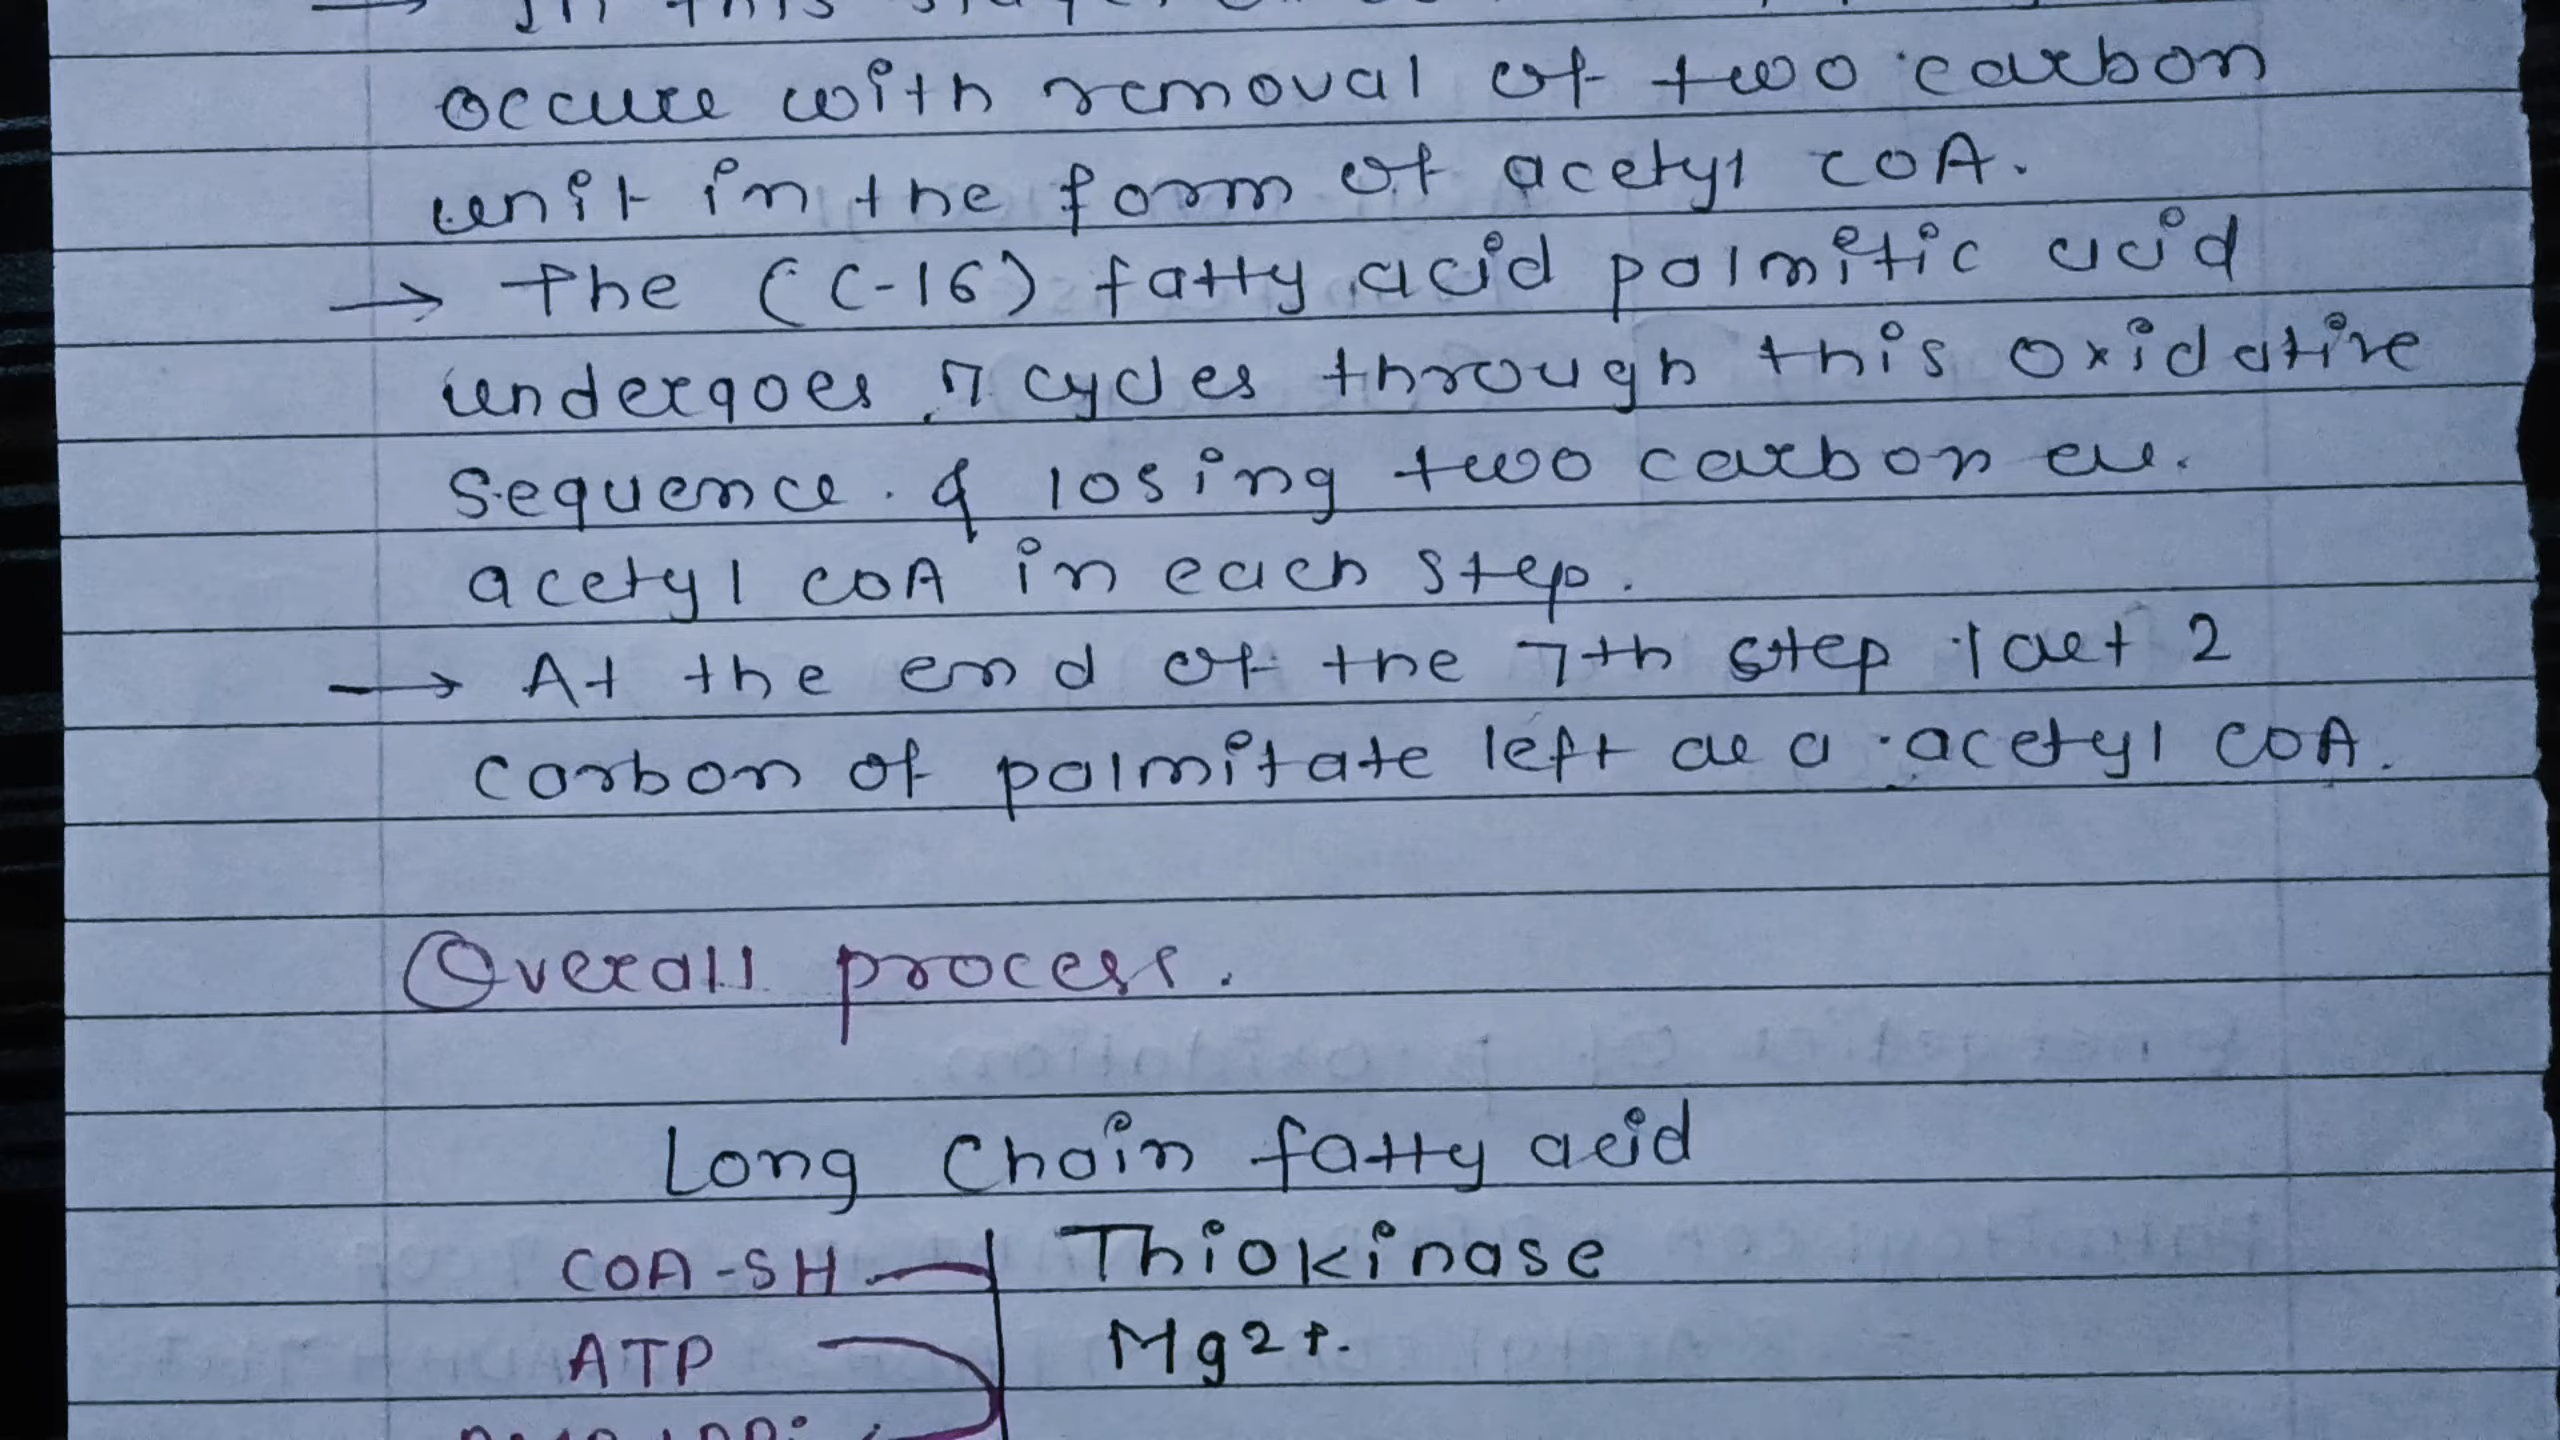 → In this stage,
occure with removal of two carbon
unit in the form of acetyl COA.
→ The (C-16) fatty acid palmitic acid
undergoes 7 cycles through this oxidative
sequence. & losing two carbon as.
acetyl COA in each step.
→ At the end of the 7th step last 2
carbon of palmitate left as a acetyl COA.
Overall process.
Long Chain fatty acid
COA-SH Thiokinase
ATP Mg2+.